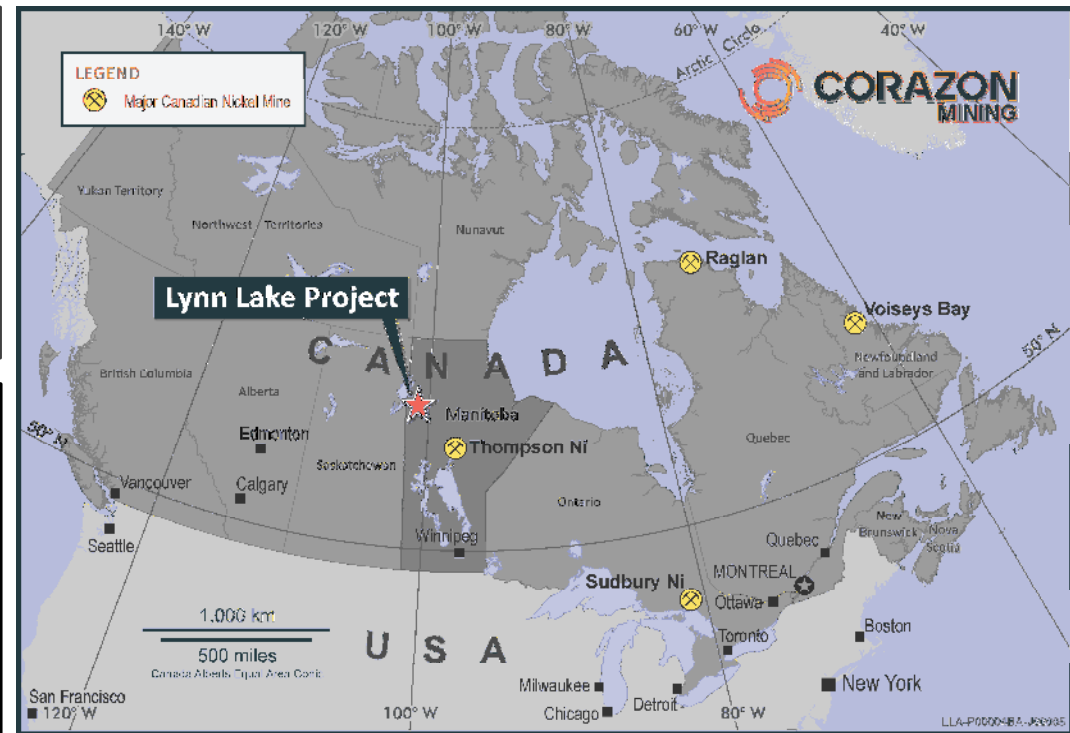 140° W
120° W
100° W
80° W
60° W
40° W
Arctic Circle
LEGEND
Major Canadian Nickel Mine
CORAZON
MINING
Yukon Territory
Northwest Territories
Nunavut
Raglan
Lynn Lake Project
Voiseys Bay
50° N
CANADA
Newfoundland
and Labrador
British Columbia
Alberta
Manitoba
50° N
Edmonton
Thompson Ni
Quebec
Saskatchewan
Vancouver
Calgary
Ontario
Seattle
Winnipeg
New
Brunswick
Nova
Scotia
Quebec
Sudbury Ni
MONTREAL
Ottawa
1,000 km
500 miles
Canada Albers Equal Area Conic
USA
Toronto
Boston
San Francisco
Milwaukee
Detroit
New York
120° W
100° W
Chicago
80° W